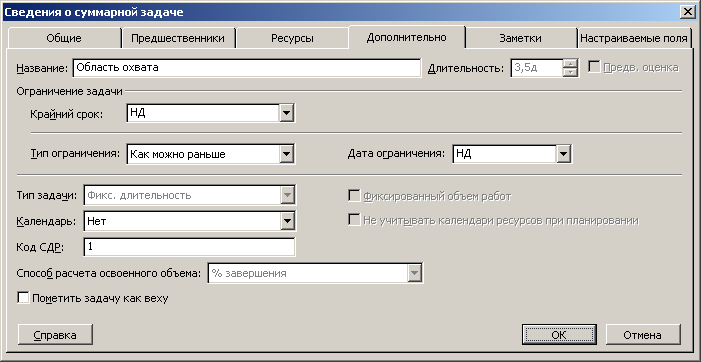 Сведения о суммарной задаче
Общие Предшественники Ресурсы Дополнительно Заметки Настраиваемые поля
Название: Область охвата Длительность: 3,5д Предв. оценка
Ограничение задачи
Крайний срок: НД
Тип ограничения: Как можно раньше Дата ограничения: НД
Тип задачи: Фикс. длительность Фиксированный объем работ
Календарь: Нет Не учитывать календари ресурсов при планировании
Код СДР: 1
Способ расчета освоенного объема: % завершения
Пометить задачу как веху
Справка ОК Отмена